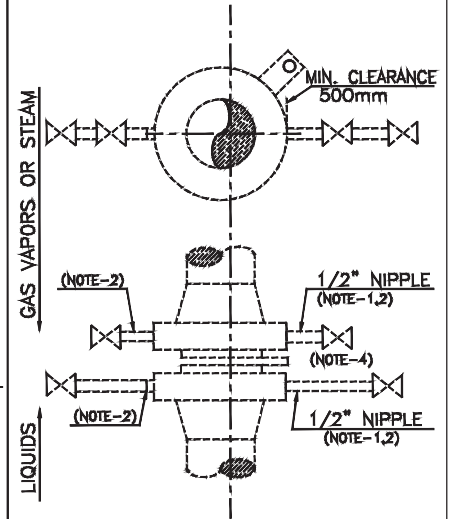 MIN. CLEARANCE
500mm
GAS VAPORS OR STEAM
(NOTE-2)
1/2" NIPPLE
(NOTE-1,2)
(NOTE-4)
(NOTE-2)
1/2" NIPPLE
(NOTE-1,2)
LIQUIDS